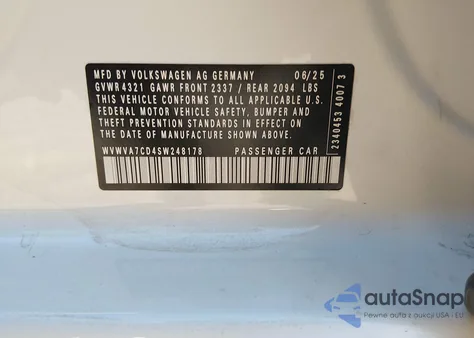 MFD BY VOLKSWAGEN AG GERMANY 06/25
GVWR 4321 GAWR FRONT 2337 / REAR 2094 LBS
THIS VEHICLE CONFORMS TO ALL APPLICABLE U.S.
FEDERAL MOTOR VEHICLE SAFETY, BUMPER AND
THEFT PREVENTION STANDARDS IN EFFECT ON
THE DATE OF MANUFACTURE SHOWN ABOVE.
WVWVA7CD4SW248178 PASSENGER CAR
2340453 4007 3
autoSnap
Pewne auta z aukcji USA i EU